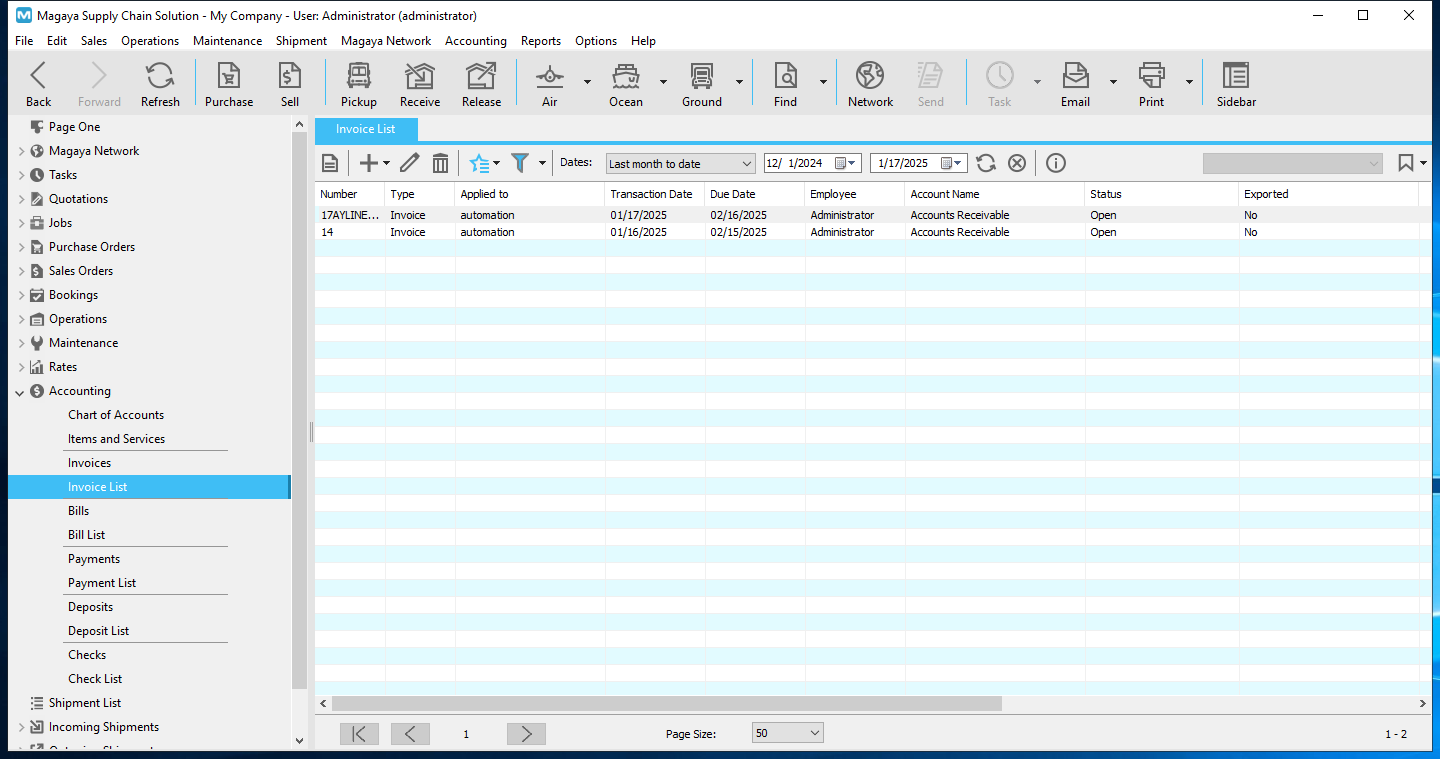 Magaya Supply Chain Solution - My Company - User: Administrator (administrator)
File Edit Sales Operations Maintenance Shipment Magaya Network Accounting Reports Options Help
Back Forward Refresh Purchase Sell Pickup Receive Release Air Ocean Ground Find Network Send Task Email Print Sidebar
Page One
Magaya Network
Tasks
Quotations
Jobs
Purchase Orders
Sales Orders
Bookings
Operations
Maintenance
Rates
Accounting
Chart of Accounts
Items and Services
Invoices
Invoice List
Bills
Bill List
Payments
Payment List
Deposits
Deposit List
Checks
Check List
Shipment List
Incoming Shipments
Invoice List
Dates: Last month to date 12/ 1/2024 1/17/2025
Number Type Applied to Transaction Date Due Date Employee Account Name Status Exported
17AYLINE... Invoice automation 01/17/2025 02/16/2025 Administrator Accounts Receivable Open No
14 Invoice automation 01/16/2025 02/15/2025 Administrator Accounts Receivable Open No
1 Page Size: 50 1 - 2